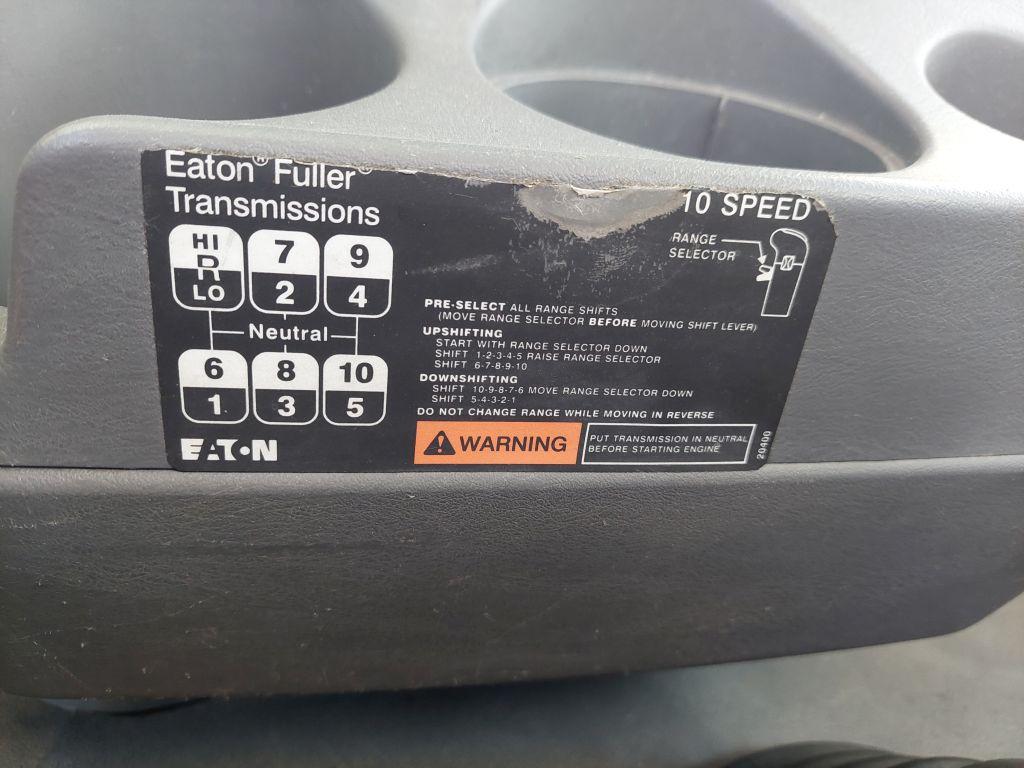 Eaton® Fuller®
Transmissions
10 SPEED
HI
R
LO
7
2
9
4
Neutral
6
1
8
3
10
5
RANGE
SELECTOR
PRE-SELECT ALL RANGE SHIFTS
(MOVE RANGE SELECTOR BEFORE MOVING SHIFT LEVER)
UPSHIFTING
START WITH RANGE SELECTOR DOWN
SHIFT 1-2-3-4-5 RAISE RANGE SELECTOR
SHIFT 6-7-8-9-10
DOWNSHIFTING
SHIFT 10-9-8-7-6 MOVE RANGE SELECTOR DOWN
SHIFT 5-4-3-2-1
DO NOT CHANGE RANGE WHILE MOVING IN REVERSE
WARNING
PUT TRANSMISSION IN NEUTRAL
BEFORE STARTING ENGINE
20400
EATON